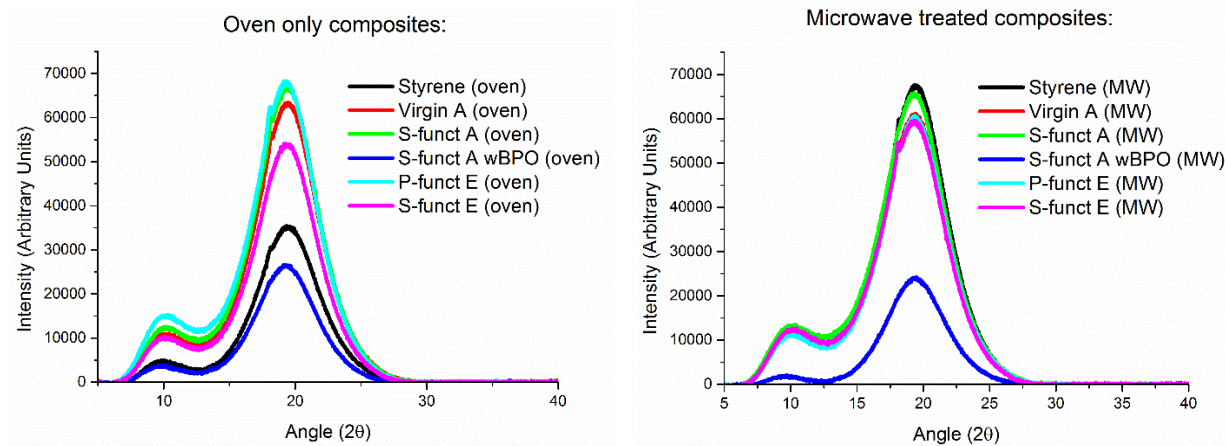 Oven only composites:
70000
60000
50000
40000
30000
20000
10000
0
Intensity (Arbitrary Units)
Styrene (oven)
Virgin A (oven)
S-funct A (oven)
S-funct A wBPO (oven)
P-funct E (oven)
S-funct E (oven)
10
20
30
40
Angle (2θ)
Microwave treated composites:
70000
60000
50000
40000
30000
20000
10000
0
Intensity (Arbitrary Units)
Styrene (MW)
Virgin A (MW)
S-funct A (MW)
S-funct A wBPO (MW)
P-funct E (MW)
S-funct E (MW)
5
10
15
20
25
30
35
40
Angle (2θ)